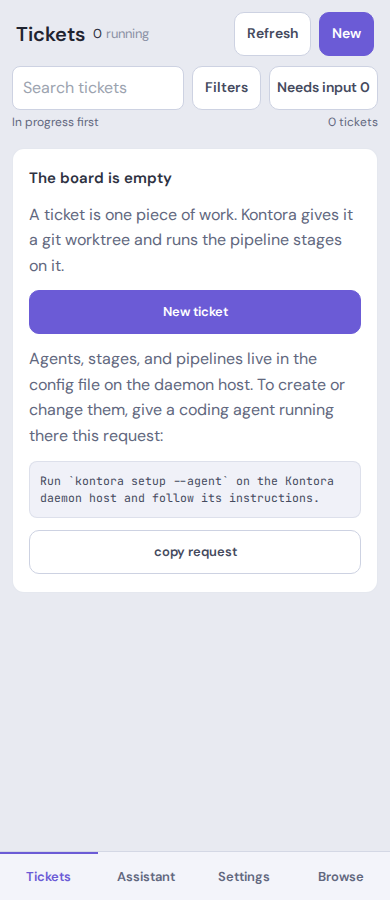 Tickets 0 running
Refresh
New
Search tickets
Filters
Needs input 0
In progress first
0 tickets
The board is empty
A ticket is one piece of work. Kontora gives it
a git worktree and runs the pipeline stages
on it.
New ticket
Agents, stages, and pipelines live in the
config file on the daemon host. To create or
change them, give a coding agent running
there this request:
Run `kontora setup --agent` on the Kontora
daemon host and follow its instructions.
copy request
Tickets
Assistant
Settings
Browse